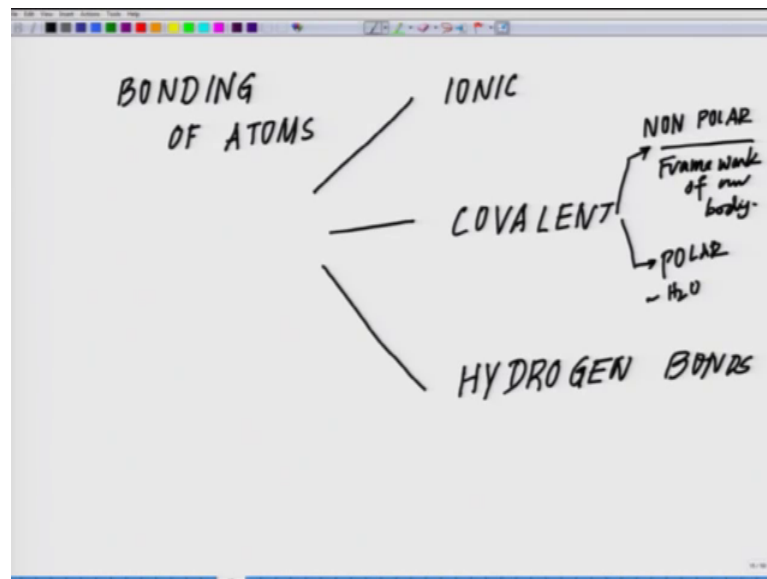 BONDING
OF ATOMS
IONIC
COVALENT
NON POLAR
Frame work
of our
body.
POLAR
~ H2O
HYDROGEN BONDS